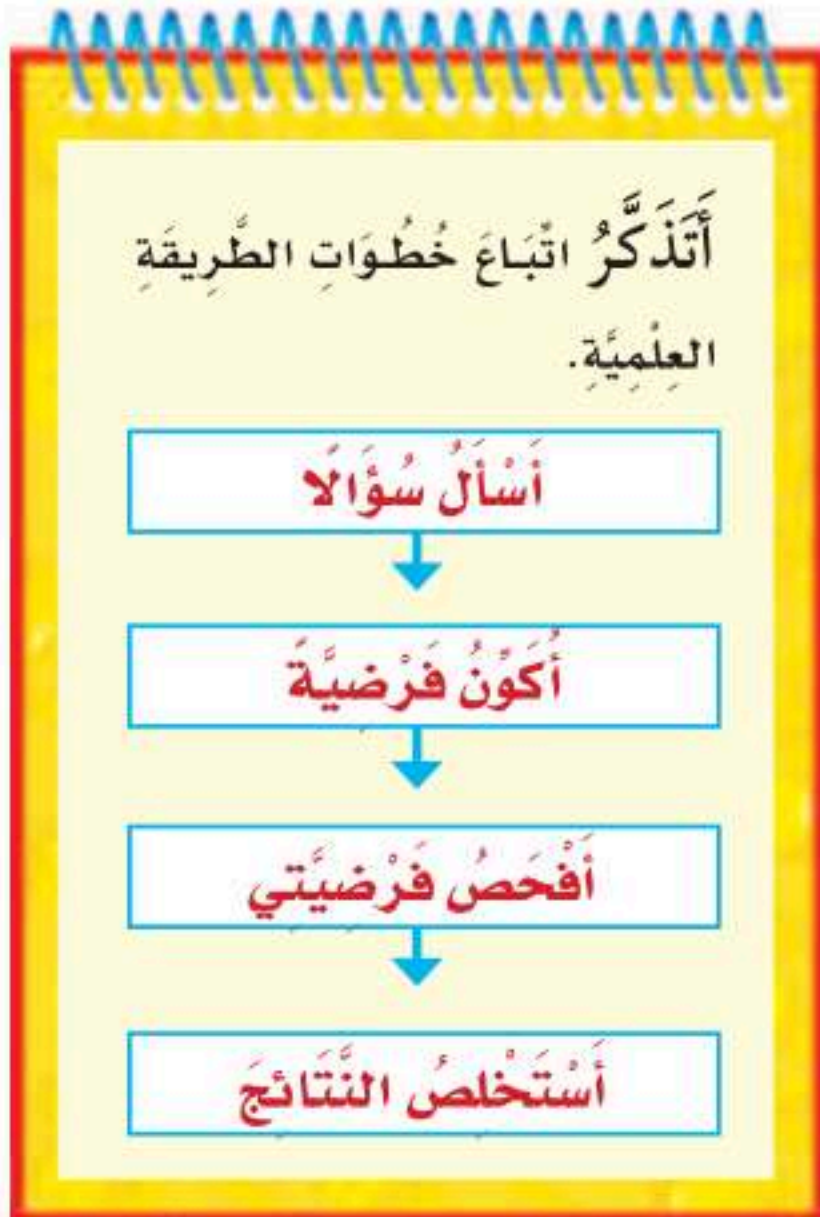 أَتَذَكَّرُ اتِّبَاعَ خُطُوَاتِ الطَّرِيقَةِ
العِلْمِيَّةِ.
أَسْأَلُ سُؤَالًا
أُكَوِّنُ فَرْضِيَّةً
أَفْحَصُ فَرْضِيَّتِي
أَسْتَخْلِصُ النَّتَائِجَ